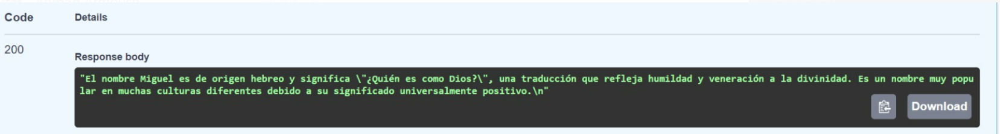 Code Details
200
Response body
"El nombre Miguel es de origen hebreo y significa \"¿Quién es como Dios?\", una traducción que refleja humildad y veneración a la divinidad. Es un nombre muy popu
lar en muchas culturas diferentes debido a su significado universalmente positivo.\n"
Download